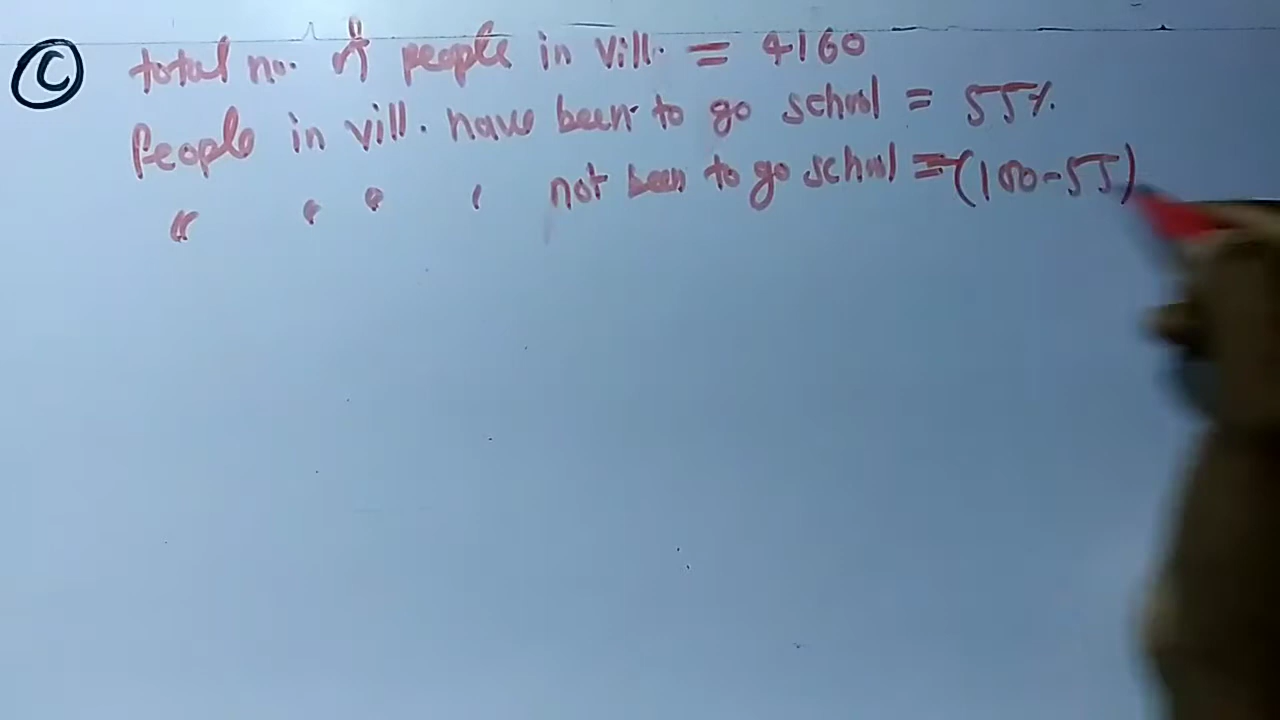 C total no. of people in vill. = 4160
People in vill. have been to go school = 55%.
" " " " not been to go school = (100-55)